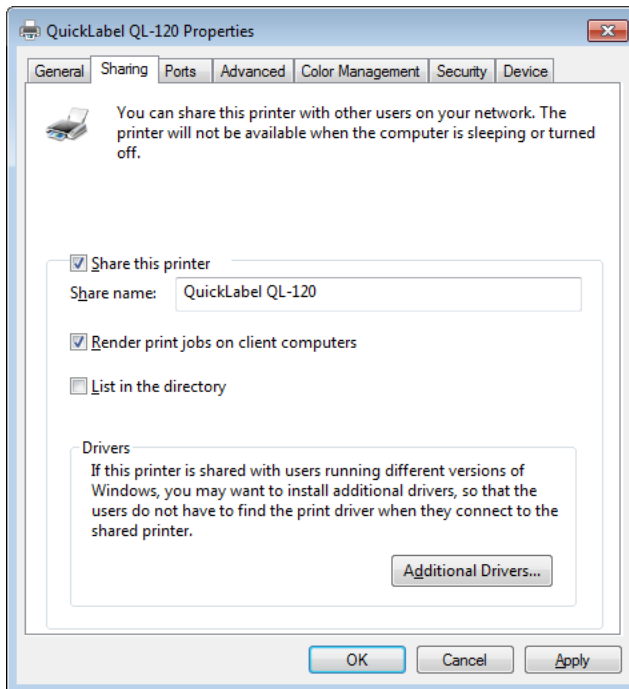 QuickLabel QL-120 Properties
General Sharing Ports Advanced Color Management Security Device
You can share this printer with other users on your network. The
printer will not be available when the computer is sleeping or turned
off.
Share this printer
Share name: QuickLabel QL-120
Render print jobs on client computers
List in the directory
Drivers
If this printer is shared with users running different versions of
Windows, you may want to install additional drivers, so that the
users do not have to find the print driver when they connect to the
shared printer.
Additional Drivers...
OK Cancel Apply